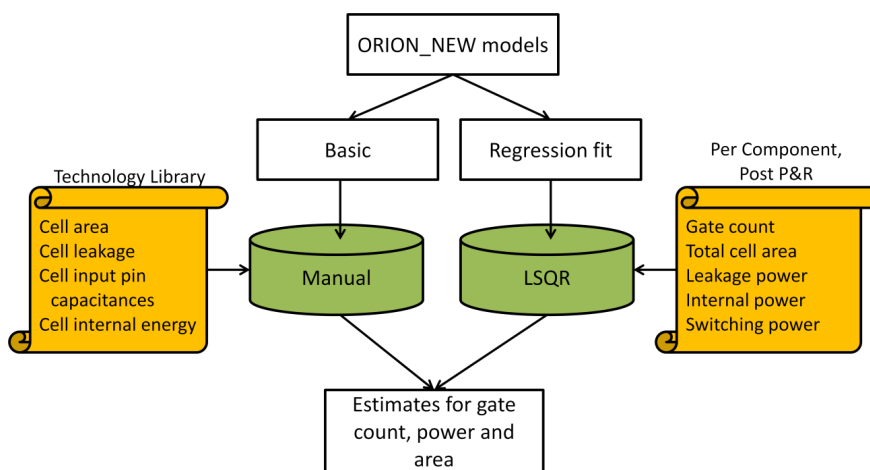 ORION_NEW models
Basic
Regression fit
Technology Library
Cell area
Cell leakage
Cell input pin
capacitances
Cell internal energy
Manual
LSQR
Per Component,
Post P&R
Gate count
Total cell area
Leakage power
Internal power
Switching power
Estimates for gate
count, power and
area